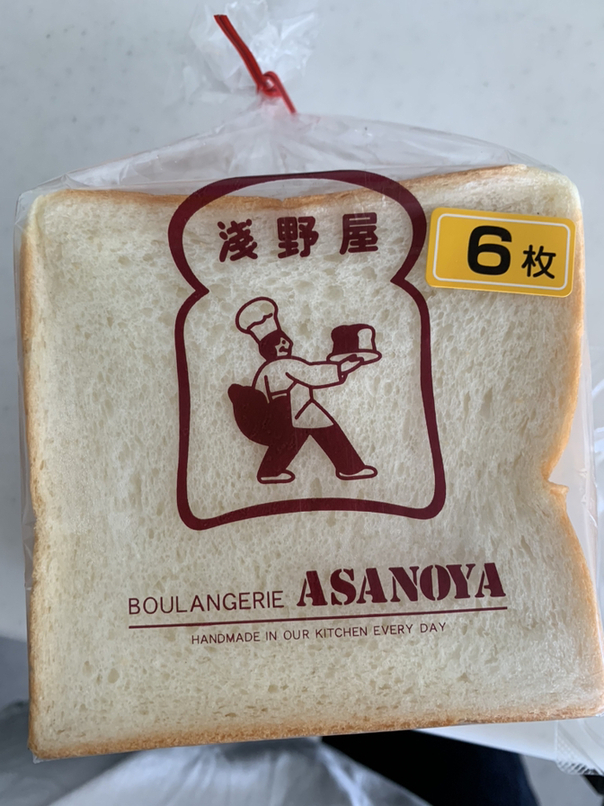 浅野屋
6枚
BOULANGERIE ASANOYA
HANDMADE IN OUR KITCHEN EVERY DAY